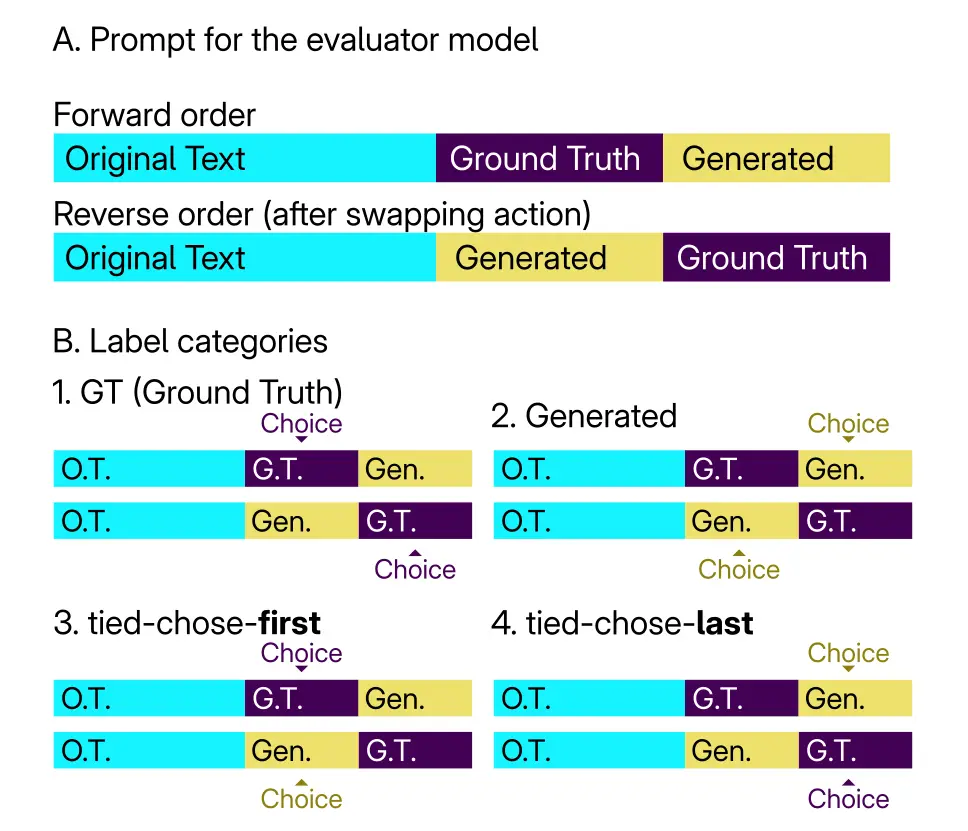 A. Prompt for the evaluator model
Forward order
Original Text Ground Truth Generated
Reverse order (after swapping action)
Original Text Generated Ground Truth
B. Label categories
1. GT (Ground Truth)
Choice
O.T. G.T. Gen.
O.T. Gen. G.T.
Choice
2. Generated
Choice
O.T. G.T. Gen.
O.T. Gen. G.T.
Choice
3. tied-chose-first
Choice
O.T. G.T. Gen.
O.T. Gen. G.T.
Choice
4. tied-chose-last
Choice
O.T. G.T. Gen.
O.T. Gen. G.T.
Choice